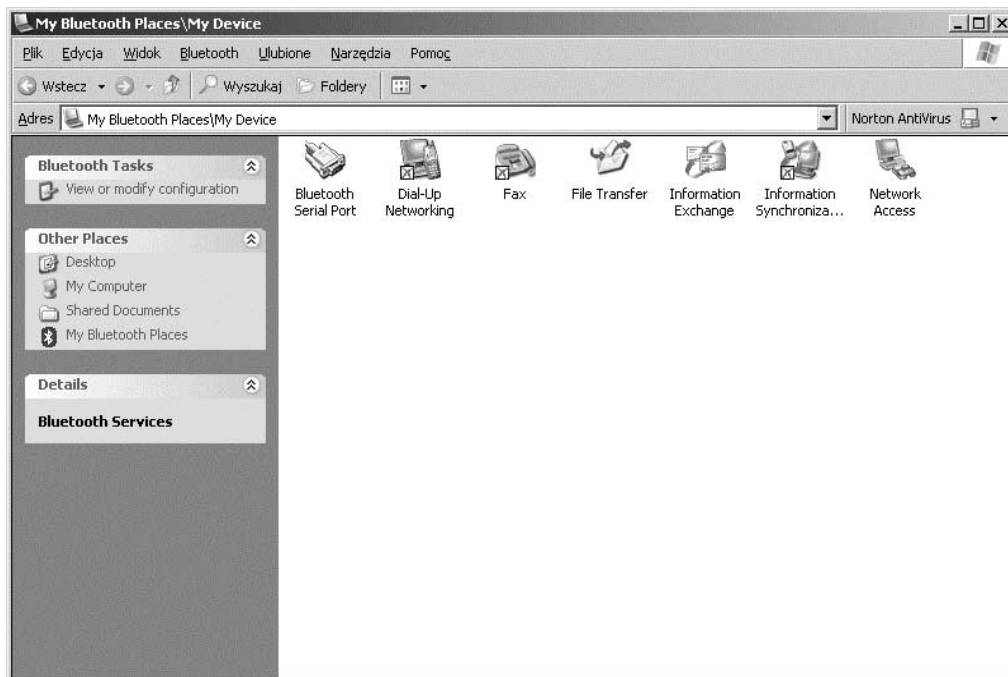 My Bluetooth Places\My Device
Plik Edycja Widok Bluetooth Ulubione Narzędzia Pomoc
Wstecz Wyszukaj Foldery
Adres My Bluetooth Places\My Device Norton AntiVirus
Bluetooth Tasks
View or modify configuration
Other Places
Desktop
My Computer
Shared Documents
My Bluetooth Places
Details
Bluetooth Services
Bluetooth
Serial Port
Dial-Up
Networking
Fax
File Transfer
Information
Exchange
Information
Synchroniza...
Network
Access